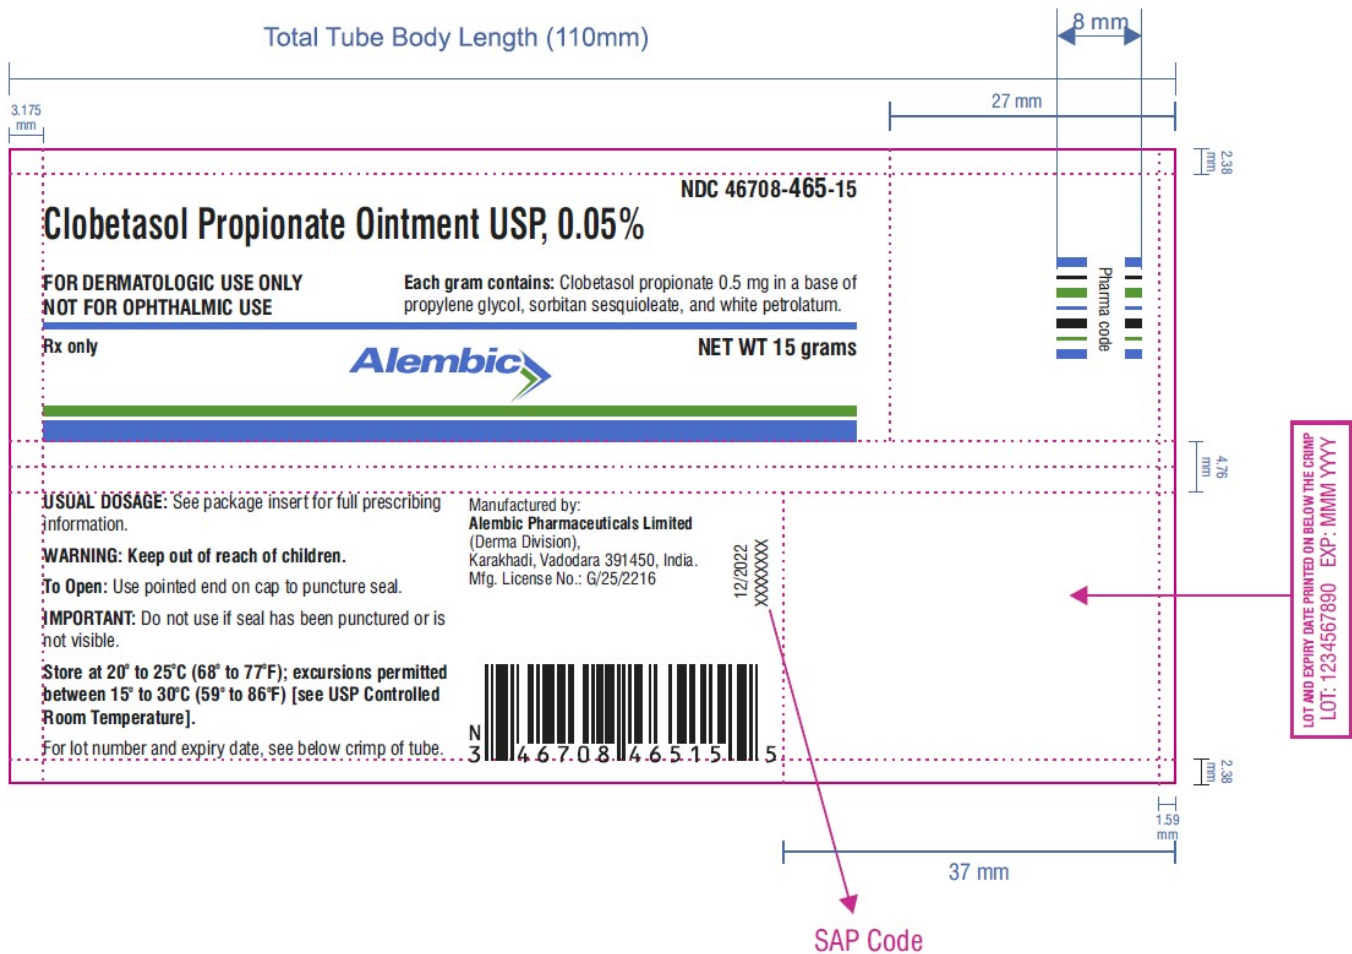 Total Tube Body Length (110mm)
8 mm
3.175
mm
27 mm
2.38
mm
NDC 46708-465-15
Clobetasol Propionate Ointment USP, 0.05%
FOR DERMATOLOGIC USE ONLY
NOT FOR OPHTHALMIC USE
Each gram contains: Clobetasol propionate 0.5 mg in a base of
propylene glycol, sorbitan sesquioleate, and white petrolatum.
Rx only
Alembic
NET WT 15 grams
Pharma code
4.76
mm
USUAL DOSAGE: See package insert for full prescribing
information.
WARNING: Keep out of reach of children.
To Open: Use pointed end on cap to puncture seal.
IMPORTANT: Do not use if seal has been punctured or is
not visible.
Store at 20° to 25°C (68° to 77°F); excursions permitted
between 15° to 30°C (59° to 86°F) [see USP Controlled
Room Temperature].
For lot number and expiry date, see below crimp of tube.
Manufactured by:
Alembic Pharmaceuticals Limited
(Derma Division),
Karakhadi, Vadodara 391450, India.
Mfg. License No.: G/25/2216
12/2022
XXXXXXXX
N
3 46708 46515 5
LOT AND EXPIRY DATE PRINTED ON BELOW THE CRIMP
LOT: 1234567890 EXP: MMM YYYY
2.38
mm
1.59
mm
37 mm
SAP Code